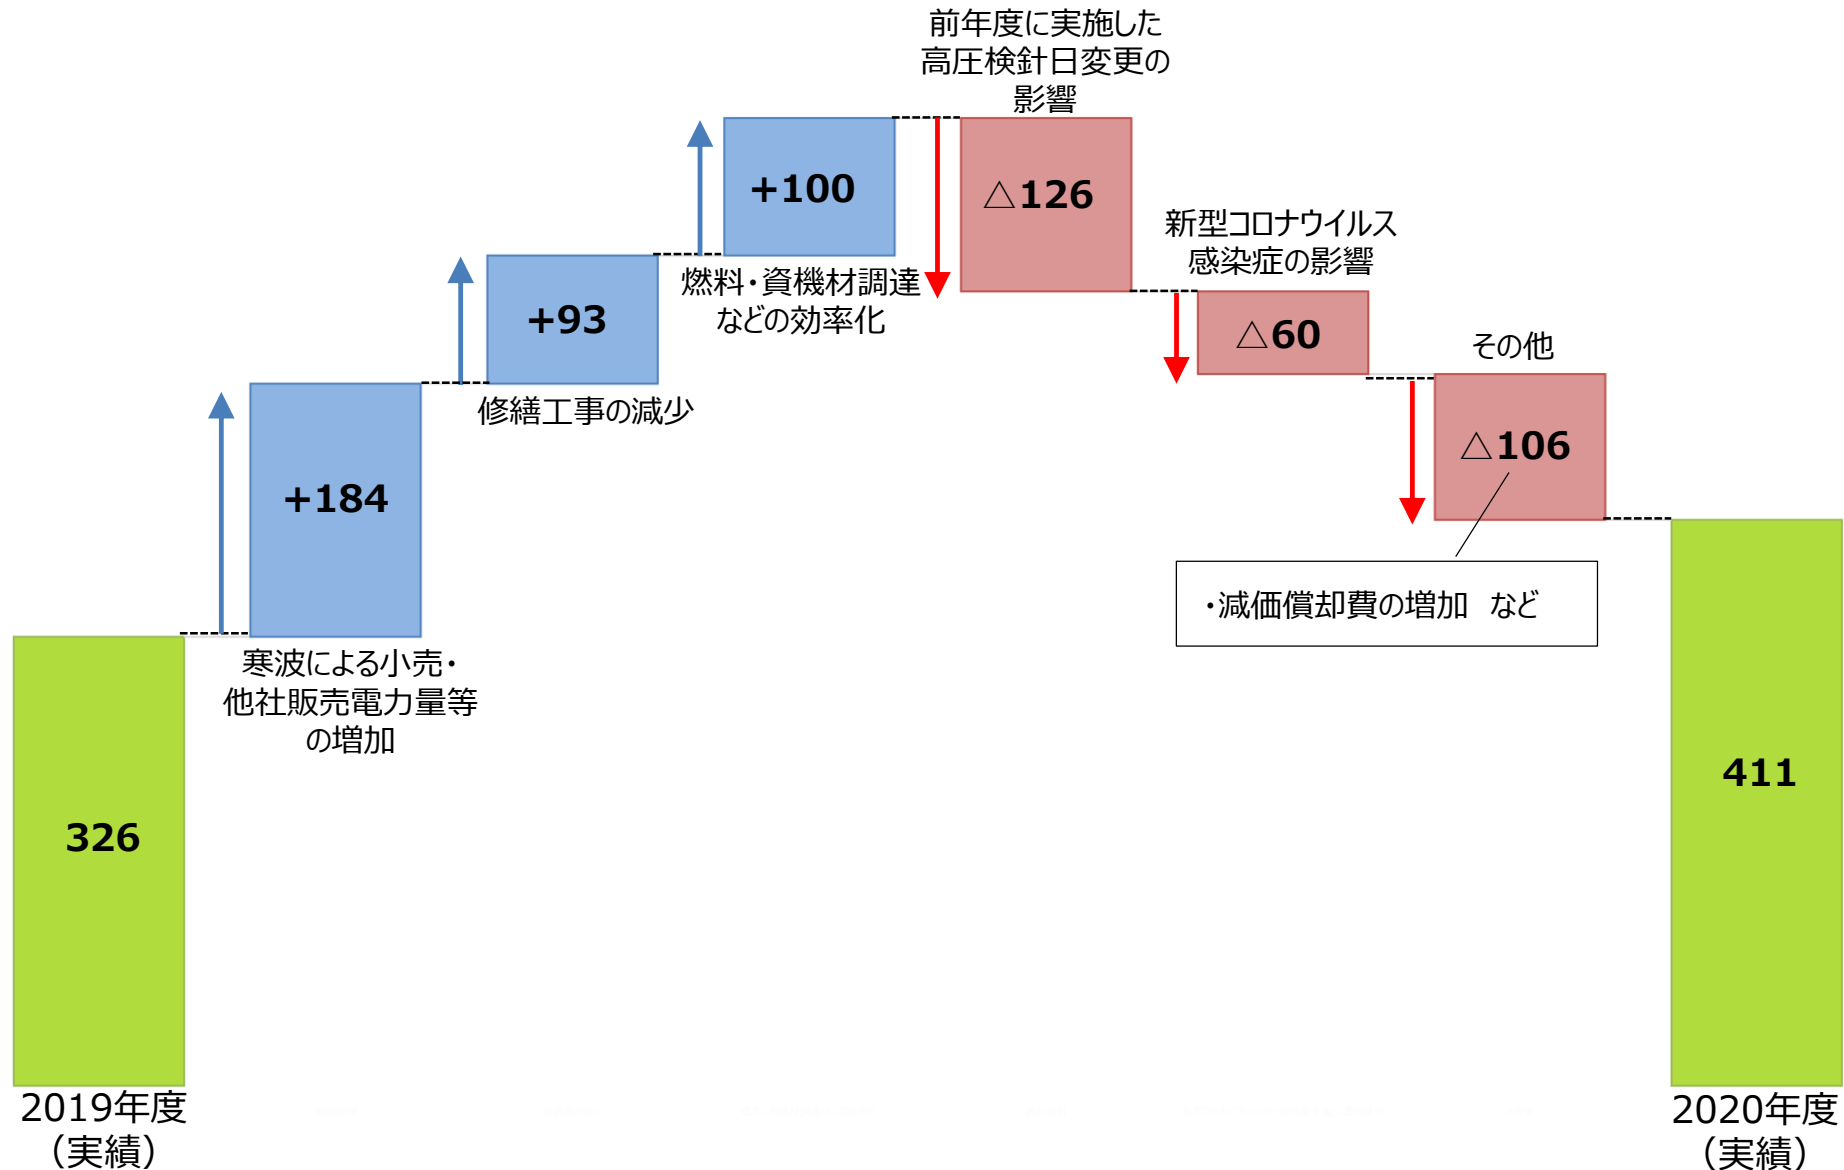 前年度に実施した
高圧検針日変更の
影響
+100
△126
新型コロナウイルス
感染症の影響
燃料・資機材調達
などの効率化
+93
△60
その他
修繕工事の減少
△106
+184
・減価償却費の増加　など
寒波による小売・
他社販売電力量等
の増加
326
411
2019年度
（実績）
2020年度
（実績）